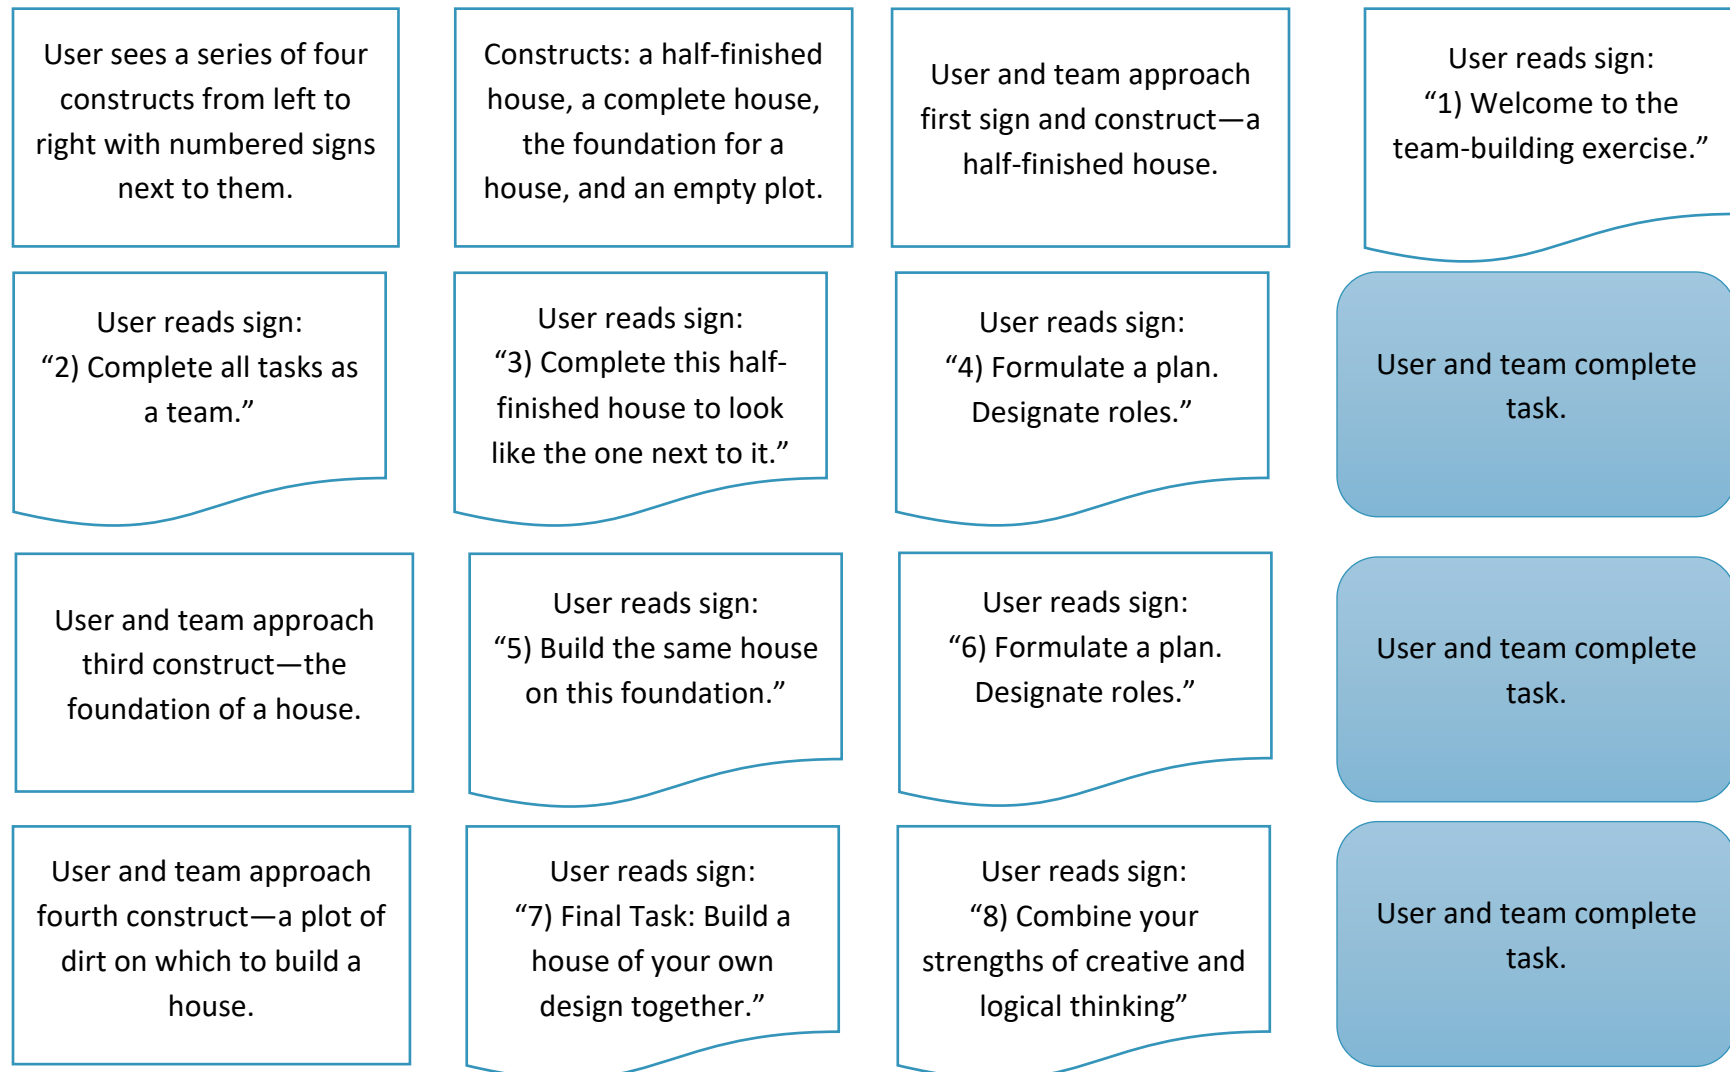 User sees a series of four
constructs from left to
right with numbered signs
next to them.
Constructs: a half-finished
house, a complete house,
the foundation for a
house, and an empty plot.
User and team approach
first sign and construct—a
half-finished house.
User reads sign:
“1) Welcome to the
team-building exercise.”
User reads sign:
“2) Complete all tasks as
a team.”
User reads sign:
“3) Complete this half-
finished house to look
like the one next to it.”
User reads sign:
“4) Formulate a plan.
Designate roles.”
User and team complete
task.
User and team approach
third construct—the
foundation of a house.
User reads sign:
“5) Build the same house
on this foundation.”
User reads sign:
“6) Formulate a plan.
Designate roles.”
User and team complete
task.
User and team approach
fourth construct—a plot of
dirt on which to build a
house.
User reads sign:
“7) Final Task: Build a
house of your own
design together.”
User reads sign:
“8) Combine your
strengths of creative and
logical thinking”
User and team complete
task.